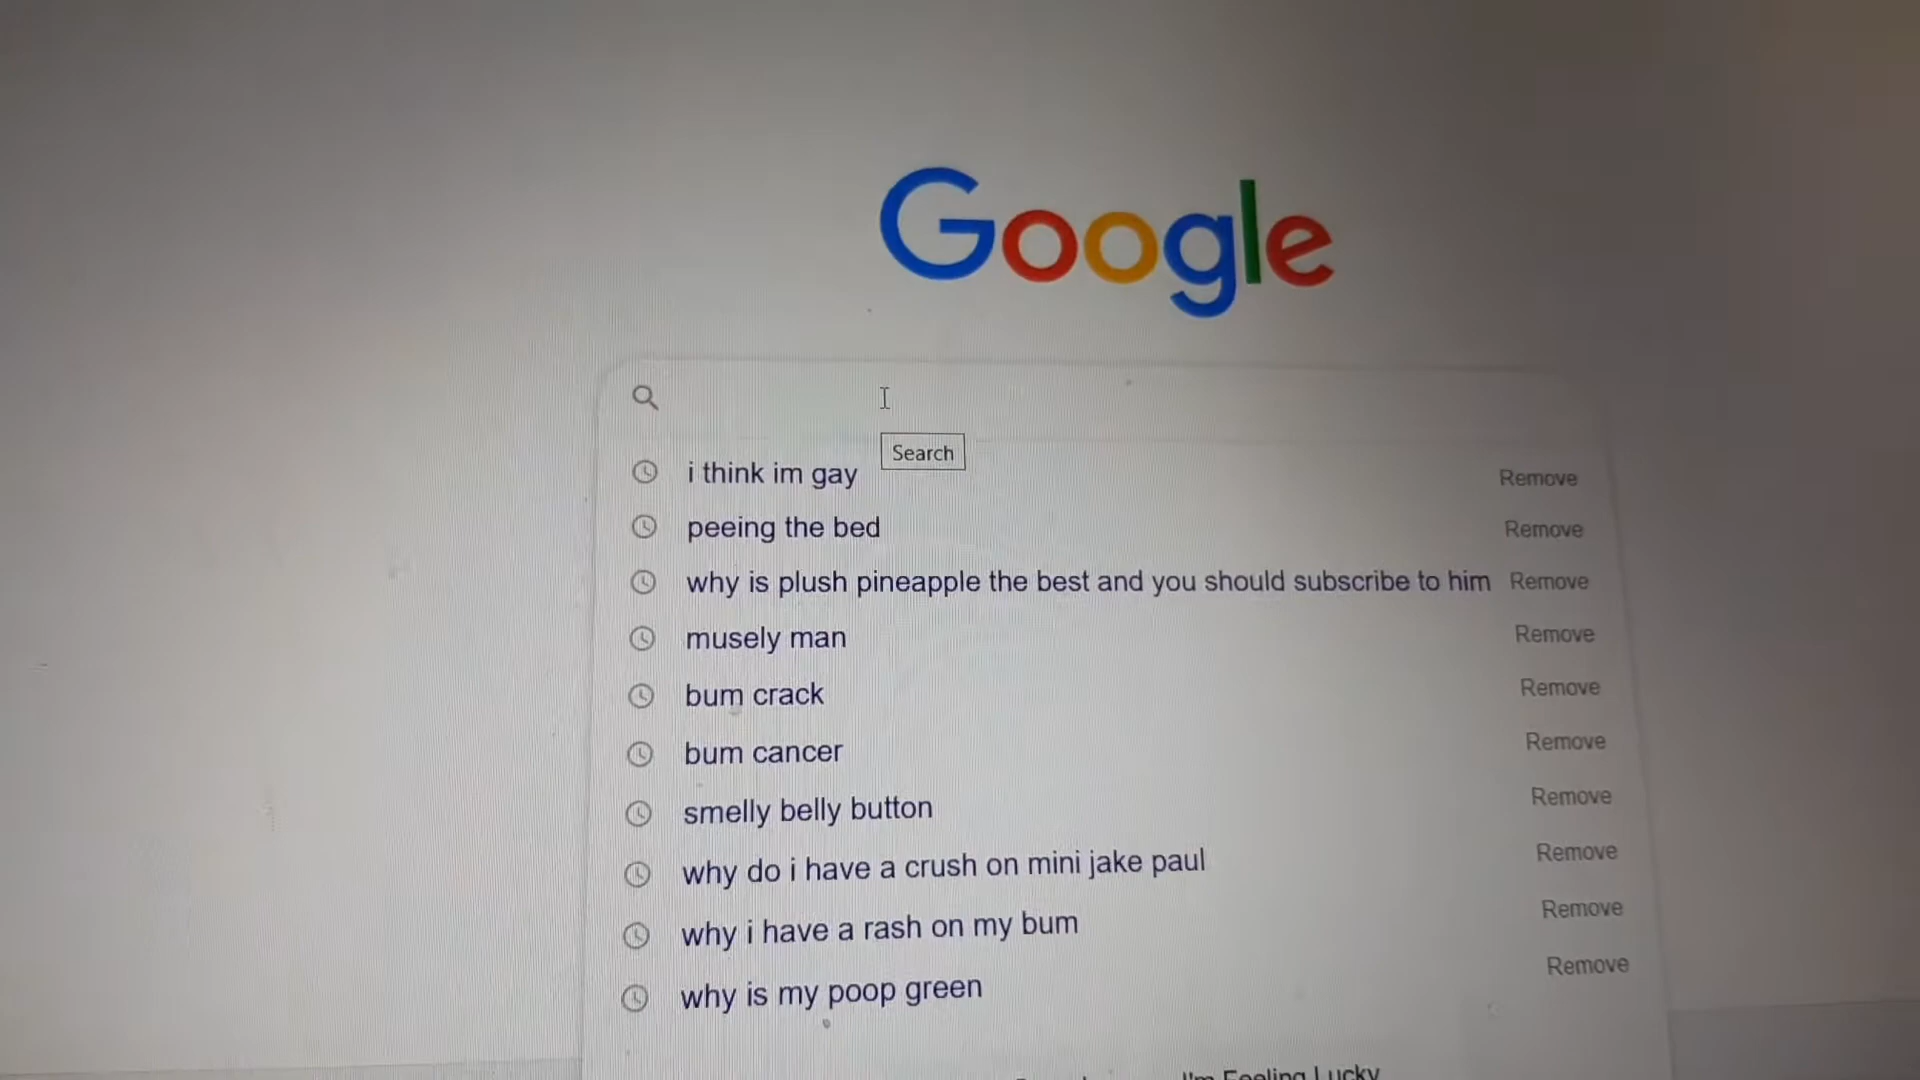 Google
Search
i think im gay Remove
peeing the bed Remove
why is plush pineapple the best and you should subscribe to him Remove
musely man Remove
bum crack Remove
bum cancer Remove
smelly belly button Remove
why do i have a crush on mini jake paul Remove
why i have a rash on my bum Remove
why is my poop green Remove
I'm Feeling Lucky